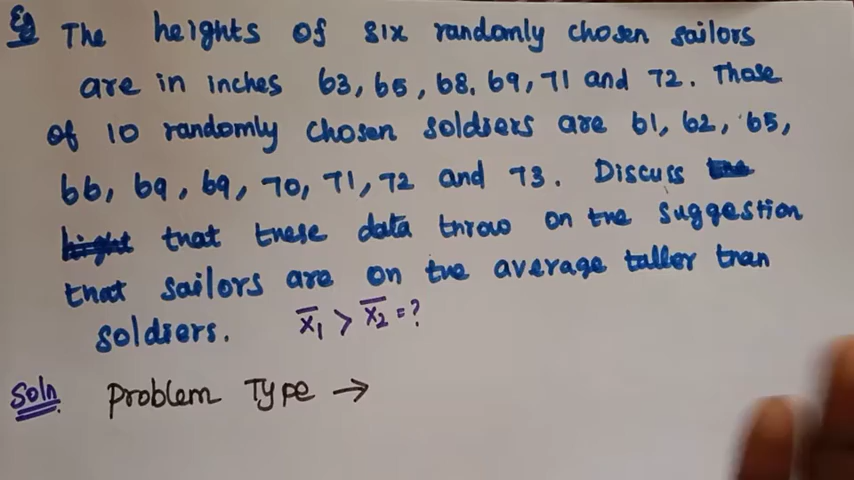 Eg The heights of six randomly chosen sailors
are in inches 63, 65, 68, 69, 71 and 72. Those
of 10 randomly chosen soldiers are 61, 62, 65,
66, 69, 69, 70, 71, 72 and 73. Discuss the
hight that these data throw on the suggestion
that sailors are on the average taller than
soldiers. x̄₁ > x̄₂ = ?
Soln. Problem Type →